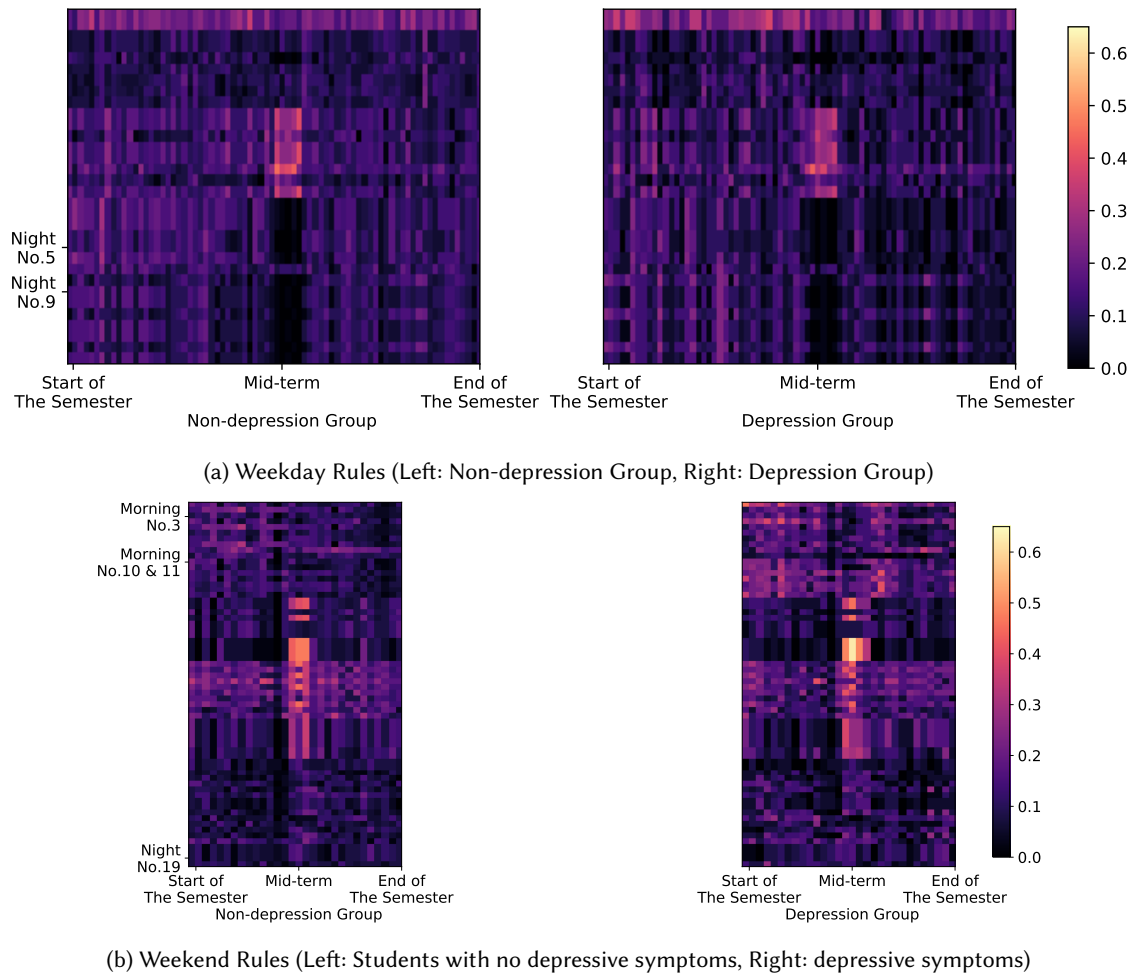 Night
No.5
Night
No.9
Start of
The Semester
Mid-term
End of
The Semester
Non-depression Group
Start of
The Semester
Mid-term
End of
The Semester
Depression Group
0.6
0.5
0.4
0.3
0.2
0.1
0.0
(a) Weekday Rules (Left: Non-depression Group, Right: Depression Group)
Morning
No.3
Morning
No.10 & 11
Night
No.19
Start of
The Semester
Mid-term
End of
The Semester
Non-depression Group
Start of
The Semester
Mid-term
End of
The Semester
Depression Group
0.6
0.5
0.4
0.3
0.2
0.1
0.0
(b) Weekend Rules (Left: Students with no depressive symptoms, Right: depressive symptoms)